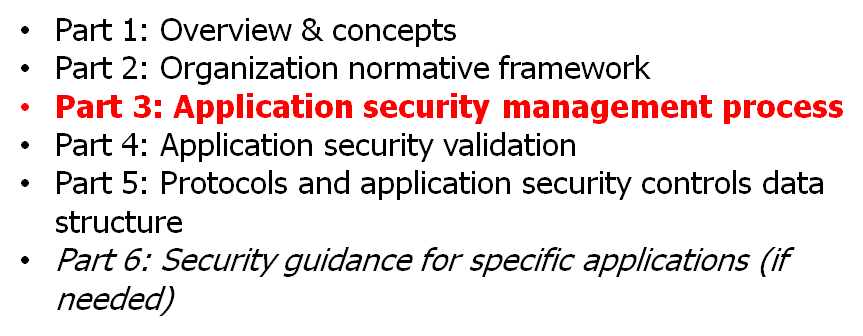 • Part 1: Overview & concepts
• Part 2: Organization normative framework
• Part 3: Application security management process
• Part 4: Application security validation
• Part 5: Protocols and application security controls data
structure
• Part 6: Security guidance for specific applications (if
needed)